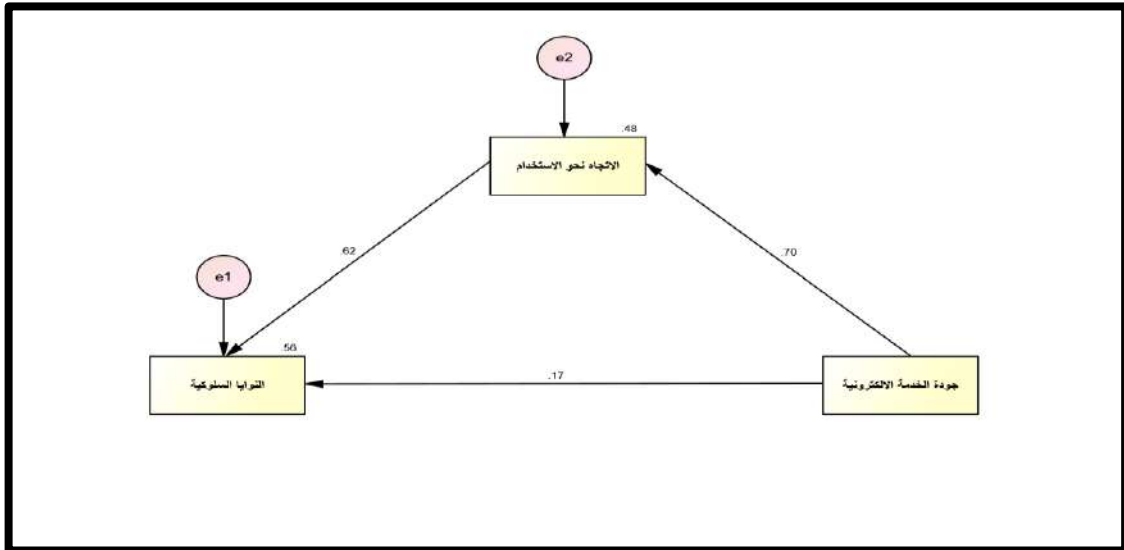 e2
.48
الاتجاه نحو الاستخدام
.62
.70
e1
.56
النوايا السلوكية
.17
جودة الخدمة الالكترونية